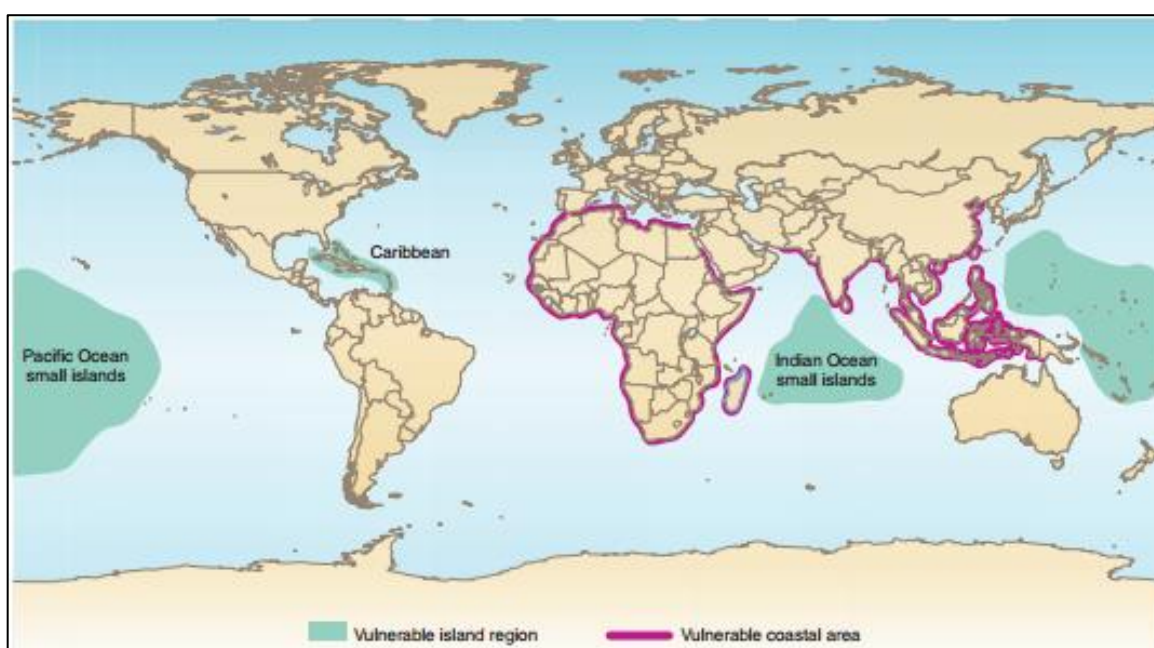 Caribbean
Pacific Ocean
small islands
Indian Ocean
small islands
Vulnerable island region
Vulnerable coastal area